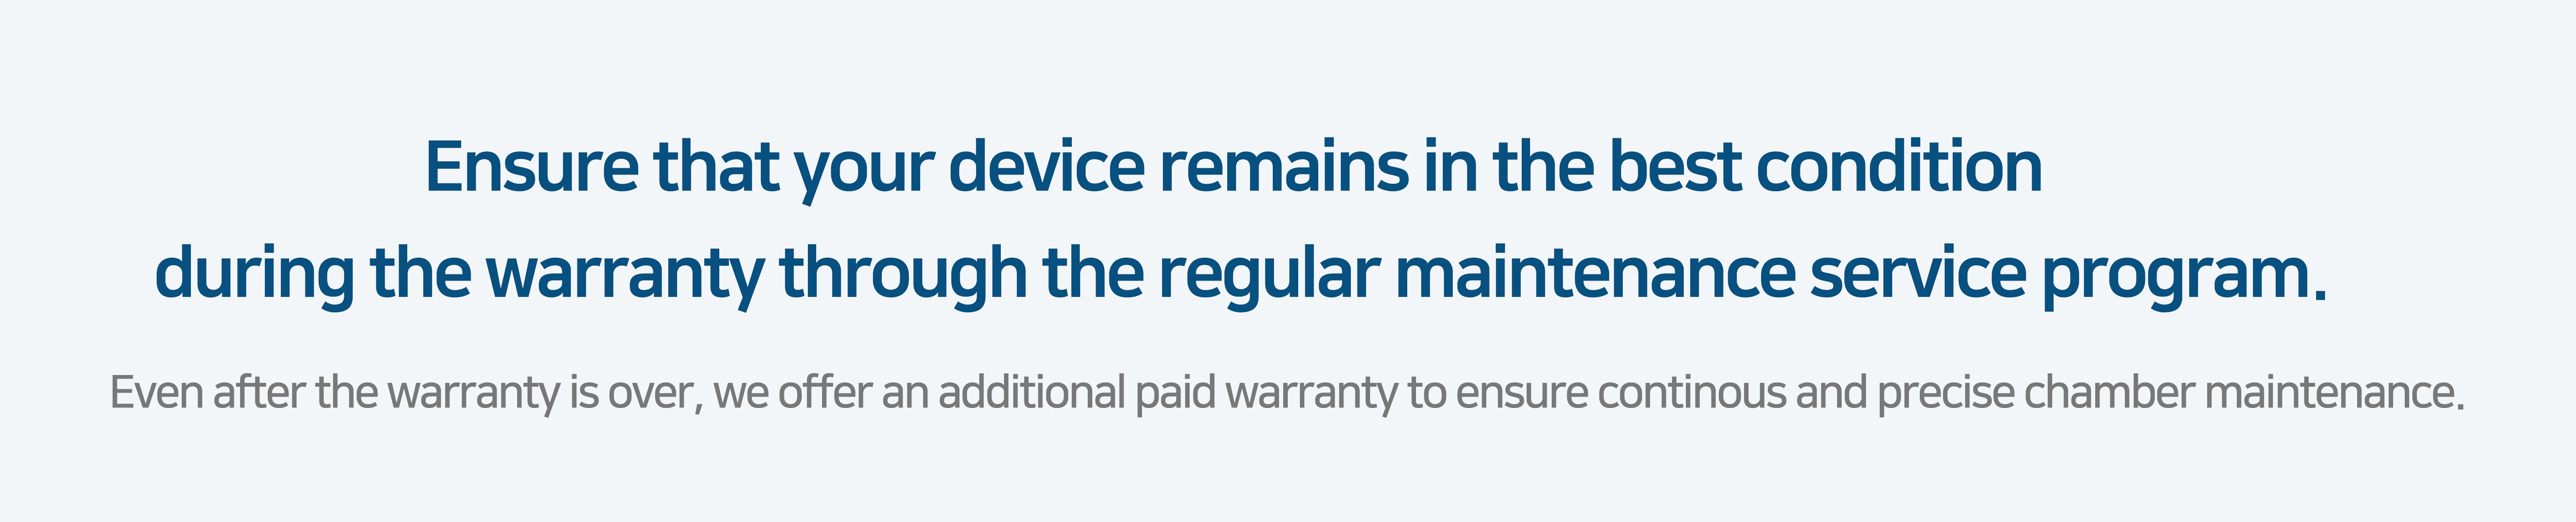 Ensure that your device remains in the best condition
during the warranty through the regular maintenance service program.
Even after the warranty is over, we offer an additional paid warranty to ensure continous and precise chamber maintenance.